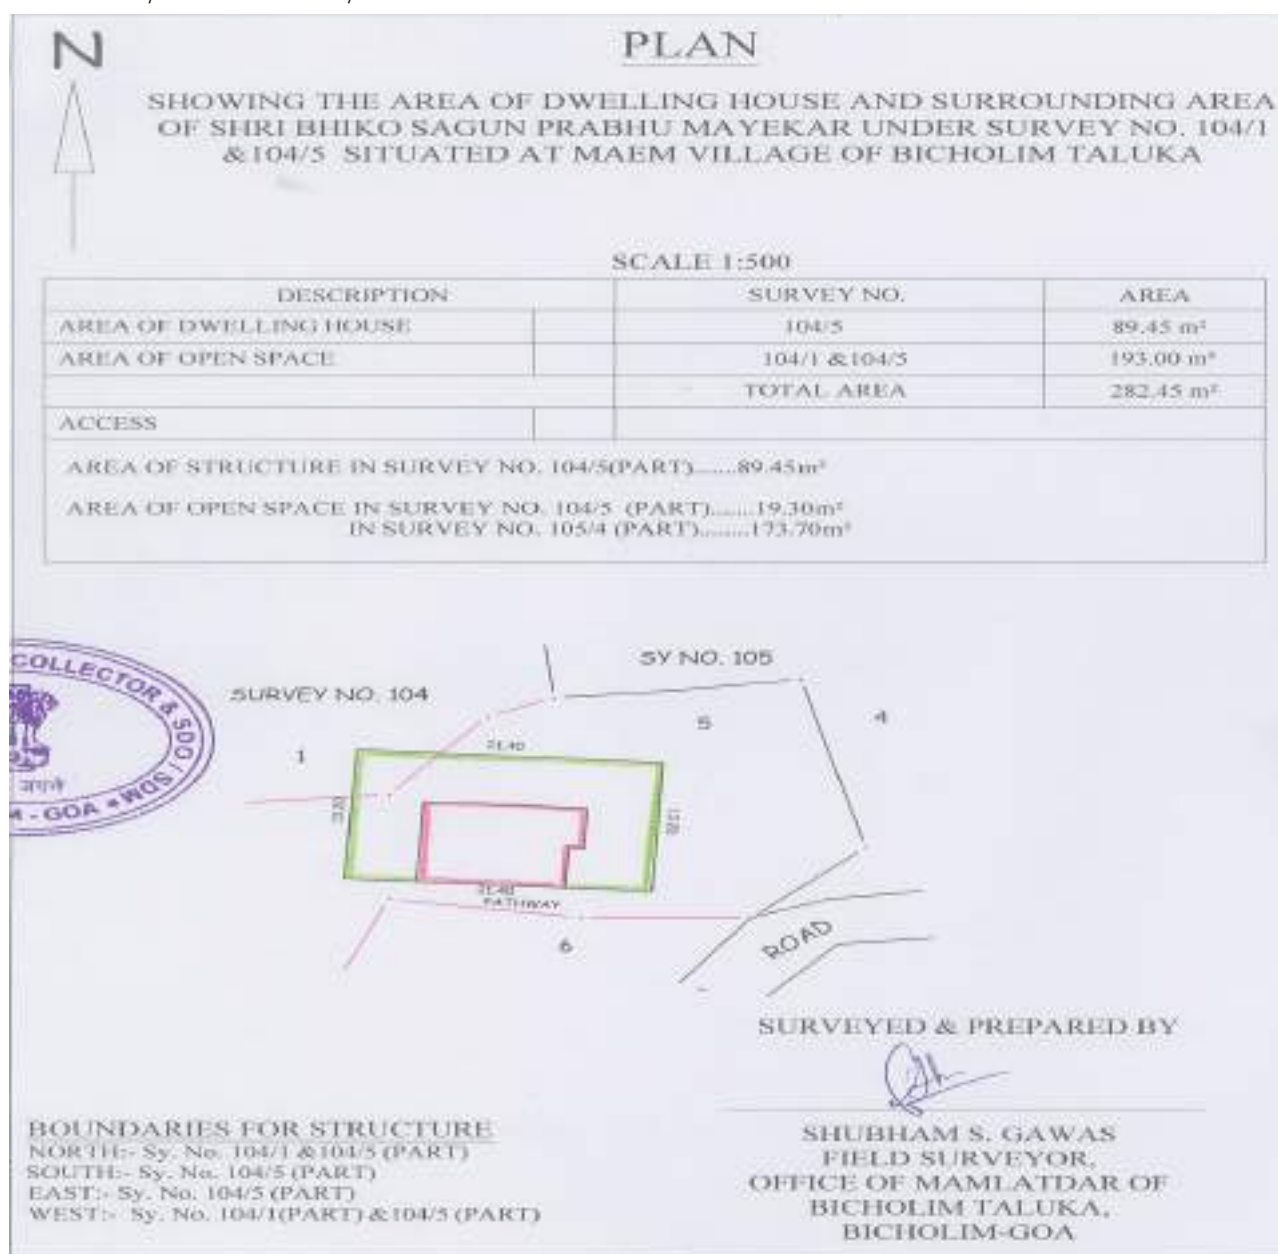 N
PLAN
SHOWING THE AREA OF DWELLING HOUSE AND SURROUNDING AREA
OF SHRI BHIKO SAGUN PRABHU MAYEKAR UNDER SURVEY NO. 104/1
&104/5 SITUATED AT MAEM VILLAGE OF BICHOLIM TALUKA
SCALE 1:500
DESCRIPTION SURVEY NO. AREA
AREA OF DWELLING HOUSE 104/5 89.45 m²
AREA OF OPEN SPACE 104/1 &104/5 193.00 m²
TOTAL AREA 282.45 m²
ACCESS
AREA OF STRUCTURE IN SURVEY NO. 104/5(PART)......89.45m²
AREA OF OPEN SPACE IN SURVEY NO. 104/5 (PART).......19.30m²
IN SURVEY NO. 105/4 (PART)........173.70m²
COLLECTOR & SDO / SDM *
- GOA
जयते
SURVEY NO. 104
SY NO. 105
1
5
4
21.40
21.40
PATHWAY
6
ROAD
SURVEYED & PREPARED BY
SHUBHAM S. GAWAS
FIELD SURVEYOR,
OFFICE OF MAMLATDAR OF
BICHOLIM TALUKA,
BICHOLIM-GOA
BOUNDARIES FOR STRUCTURE
NORTH:- Sy. No. 104/1 &104/5 (PART)
SOUTH:- Sy. No. 104/5 (PART)
EAST:- Sy. No. 104/5 (PART)
WEST:- Sy. No. 104/1(PART) &104/5 (PART)